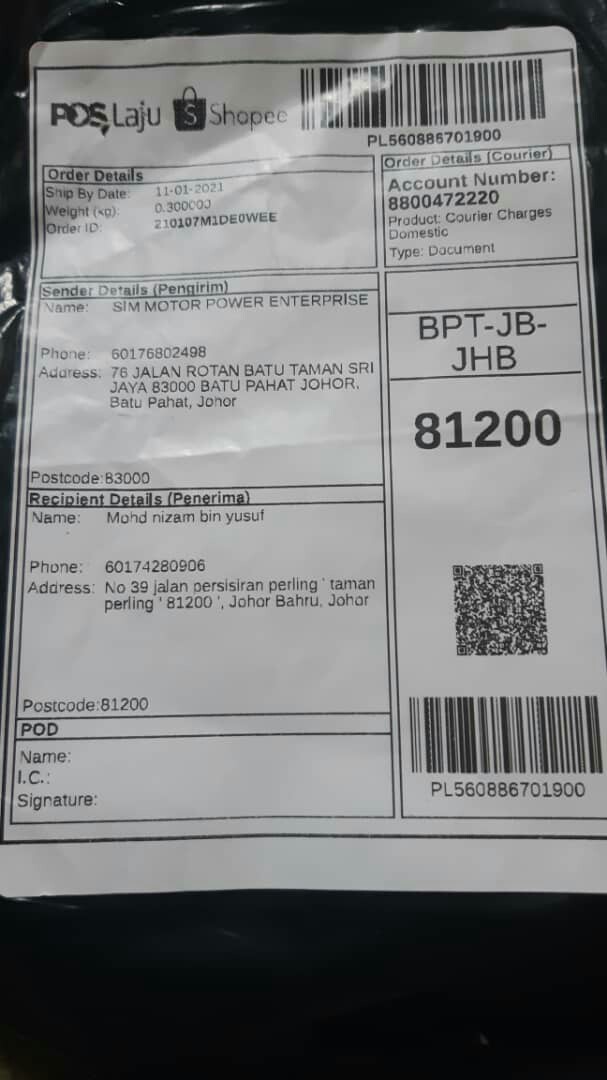 POS Laju Shopee
PL560886701900
Order Details
Ship By Date: 11-01-2021
Weight (kg): 0.300000
Order ID: 210107M1DE0WEE
Order Details (Courier)
Account Number:
8800472220
Product: Courier Charges
Domestic
Type: Document
Sender Details (Pengirim)
Name: SIM MOTOR POWER ENTERPRISE
Phone: 60176802498
Address: 76 JALAN ROTAN BATU TAMAN SRI
JAYA 83000 BATU PAHAT JOHOR,
Batu Pahat, Johor
Postcode:83000
BPT-JB-
JHB
81200
Recipient Details (Penerima)
Name: Mohd nizam bin yusuf
Phone: 60174280906
Address: No 39 jalan persisiran perling ' taman
perling ' 81200 ', Johor Bahru, Johor
Postcode:81200
POD
Name:
I.C.:
Signature:
PL560886701900